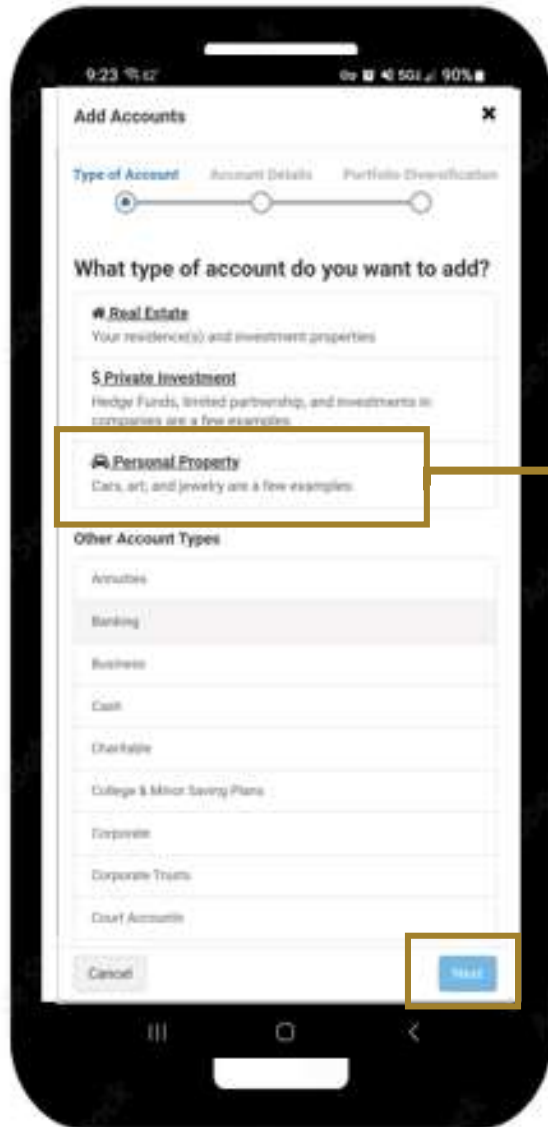 9:23
90%
Add Accounts
Type of Account Account Details Portfolio Diversification
What type of account do you want to add?
Real Estate
Your residence(s) and investment properties
$ Private Investment
Hedge Funds, limited partnership, and investments in
companies are a few examples
Personal Property
Cars, art, and jewelry are a few examples
Other Account Types
Annuities
Banking
Business
Cash
Charitable
College & Minor Saving Plans
Corporate
Corporate Trusts
Court Accounts
Cancel Next